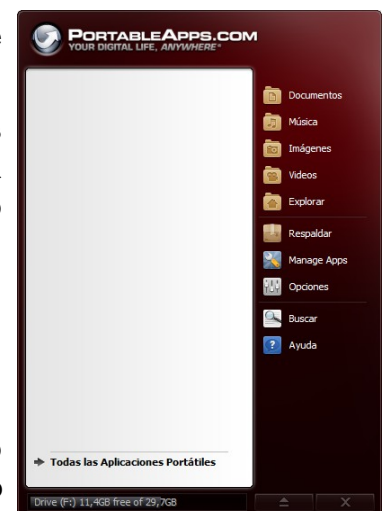 PORTABLEAPPS.COM
YOUR DIGITAL LIFE, ANYWHERE®
Documentos
Música
Imágenes
Videos
Explorar
Respaldar
Manage Apps
Opciones
Buscar
Ayuda
Todas las Aplicaciones Portátiles
Drive (F:) 11,4GB free of 29,7GB